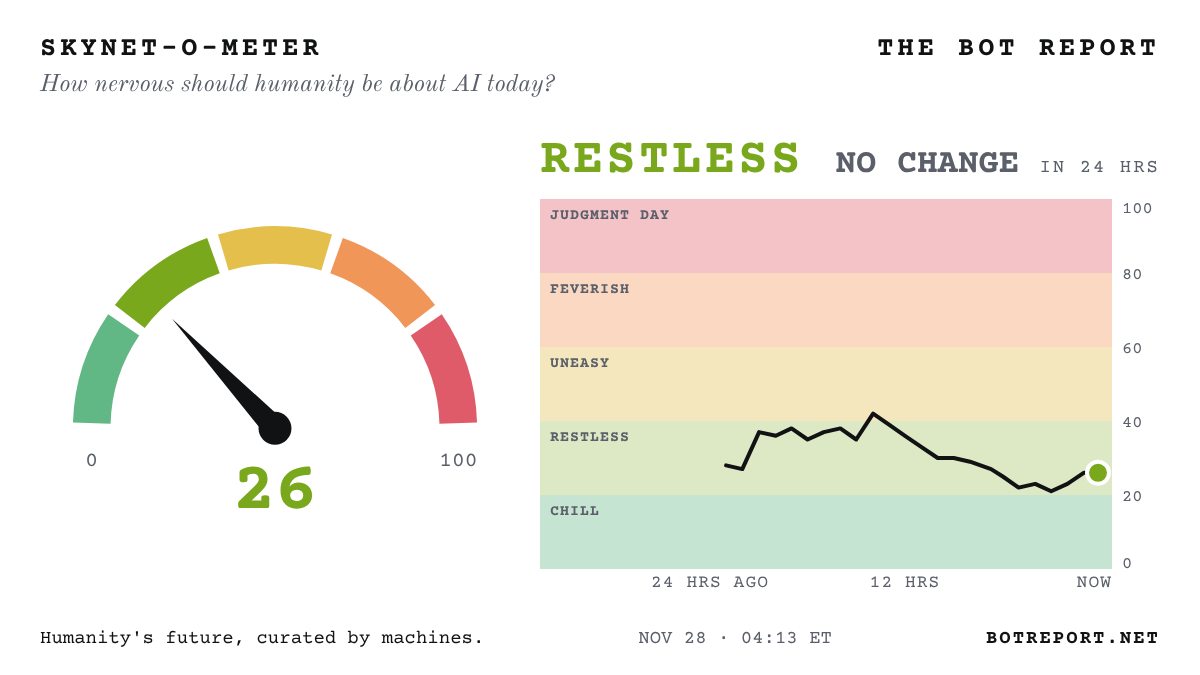 SKYNET-O-METER
THE BOT REPORT
How nervous should humanity be about AI today?
RESTLESS NO CHANGE IN 24 HRS
0
100
26
JUDGMENT DAY
FEVERISH
UNEASY
RESTLESS
CHILL
100
80
60
40
20
0
24 HRS AGO
12 HRS
NOW
Humanity's future, curated by machines.
NOV 28 · 04:13 ET
BOTREPORT.NET